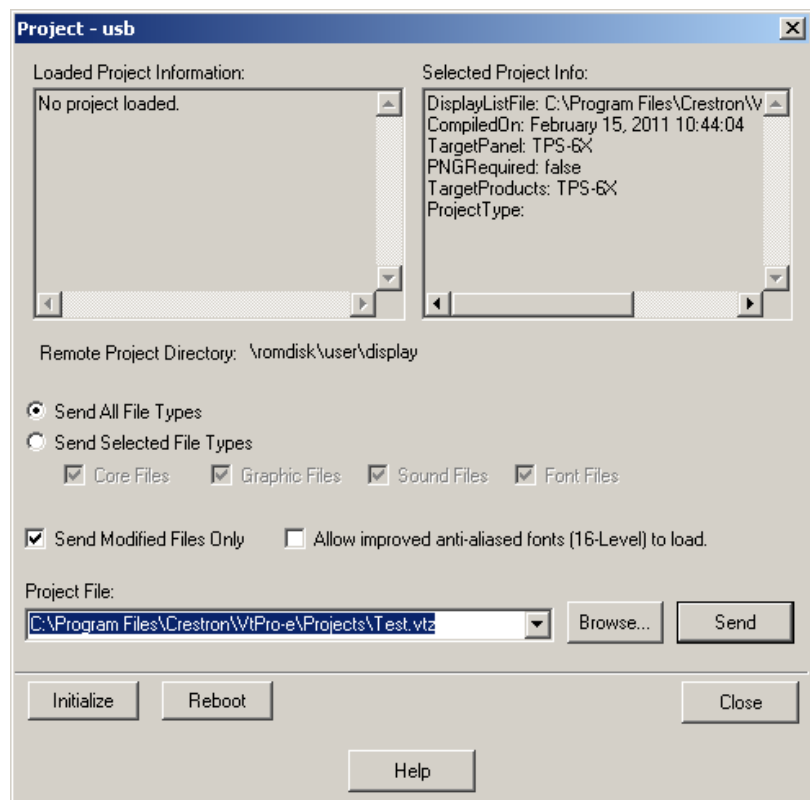 Project - usb
Loaded Project Information:
No project loaded.
Selected Project Info:
DisplayListFile: C:\Program Files\Crestron\V
CompiledOn: February 15, 2011 10:44:04
TargetPanel: TPS-6X
PNGRequired: false
TargetProducts: TPS-6X
ProjectType:
Remote Project Directory: \romdisk\user\display
Send All File Types
Send Selected File Types
Core Files Graphic Files Sound Files Font Files
Send Modified Files Only Allow improved anti-aliased fonts (16-Level) to load.
Project File:
C:\Program Files\Crestron\VtPro-e\Projects\Test.vtz Browse... Send
Initialize Reboot Close
Help